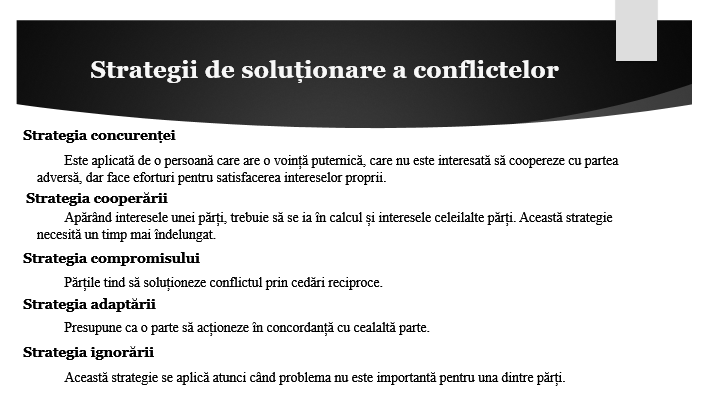 Strategii de soluționare a conflictelor
Strategia concurenței
Este aplicată de o persoană care are o voință puternică, care nu este interesată să coopereze cu partea
adversă, dar face eforturi pentru satisfacerea intereselor proprii.
Strategia cooperării
Apărând interesele unei părți, trebuie să se ia în calcul și interesele celeilalte părți. Această strategie
necesită un timp mai îndelungat.
Strategia compromisului
Părțile tind să soluționeze conflictul prin cedări reciproce.
Strategia adaptării
Presupune ca o parte să acționeze în concordanță cu cealaltă parte.
Strategia ignorării
Această strategie se aplică atunci când problema nu este importantă pentru una dintre părți.